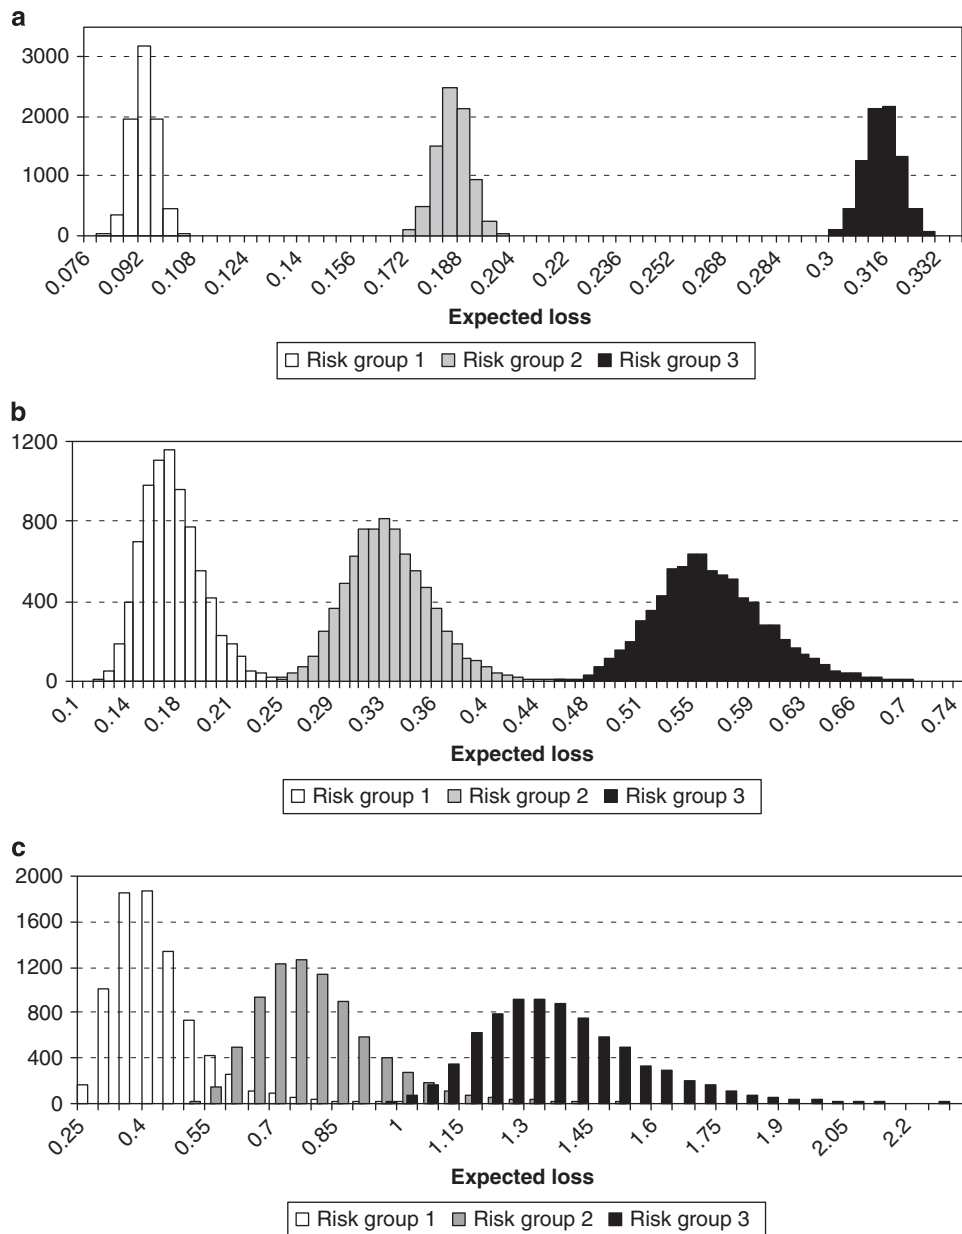 a
3000
2000
1000
0
0.076 0.092 0.108 0.124 0.14 0.156 0.172 0.188 0.204 0.22 0.236 0.252 0.268 0.284 0.3 0.316 0.332
Expected loss
Risk group 1 Risk group 2 Risk group 3
b
1200
800
400
0
0.1 0.14 0.18 0.21 0.25 0.29 0.33 0.36 0.4 0.44 0.48 0.51 0.55 0.59 0.63 0.66 0.7 0.74
Expected loss
Risk group 1 Risk group 2 Risk group 3
c
2000
1600
1200
800
400
0
0.25 0.4 0.55 0.7 0.85 1 1.15 1.3 1.45 1.6 1.75 1.9 2.05 2.2
Expected loss
Risk group 1 Risk group 2 Risk group 3